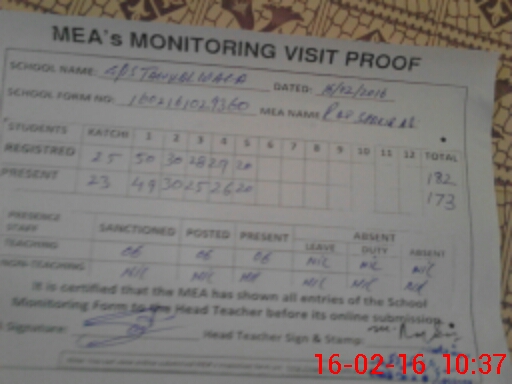 MEA's MONITORING VISIT PROOF
SCHOOL NAME: GPS DATED: 16/02/2016
SCHOOL FORM NO: MEA NAME
STUDENTS KATCHI 1 2 3 4 5 6 7 8 9 10 11 12 TOTAL
REGISTRED 25 50 30 28 29 20 182
PRESENT 23 49 30 25 26 20 173
PRESENCE STAFF SANCTIONED POSTED PRESENT ABSENT
LEAVE DUTY ABSENT
TEACHING 06 06 06 Nil Nil Nil
NON-TEACHING Nil Nil Nil Nil Nil Nil
It is certified that the MEA has shown all entries of the School
Monitoring Form to the Head Teacher before its online submission
Signature: Head Teacher Sign & Stamp:
16-02-16 10:37